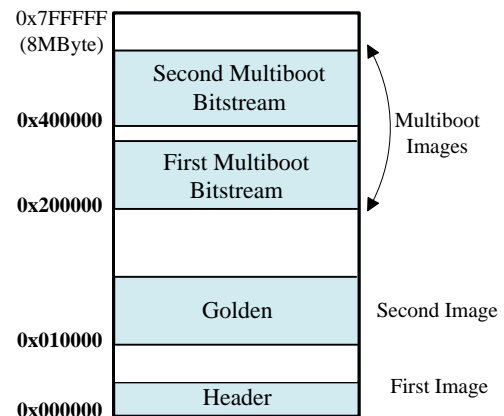 0x7FFFFF
(8MByte)
Second Multiboot
Bitstream
0x400000
Multiboot
Images
First Multiboot
Bitstream
0x200000
Golden
Second Image
0x010000
First Image
Header
0x000000